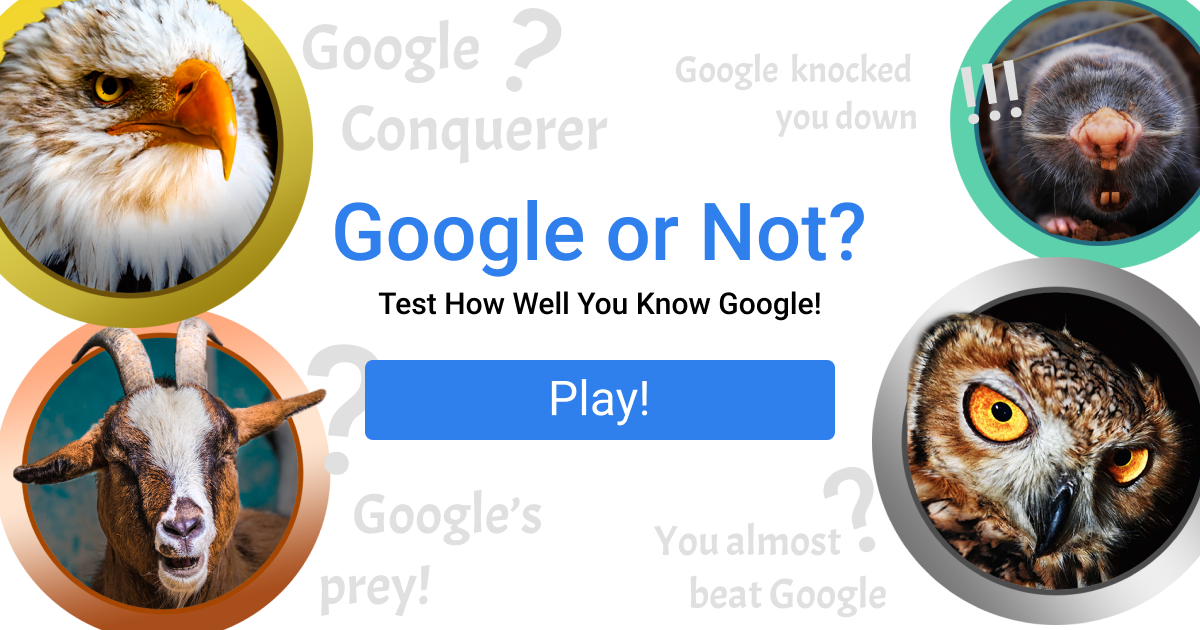 Google ?
Conquerer
Google knocked
you down
!!!
Google or Not?
Test How Well You Know Google!
Play!
?
Google's
prey!
?
You almost
beat Google